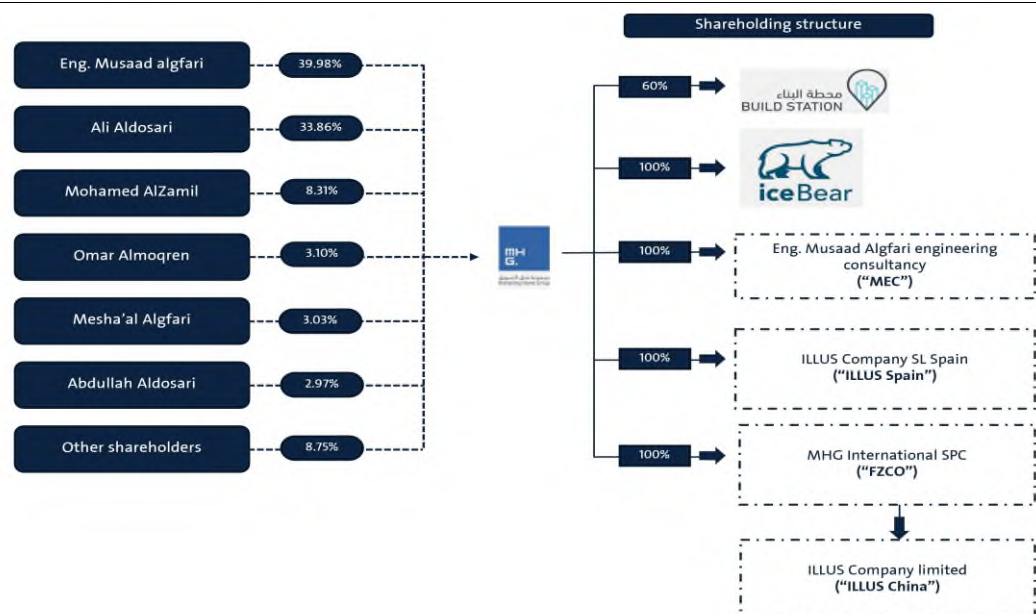 Shareholding structure
Eng. Musaad algfari
39.98%
Ali Aldosari
33.86%
Mohamed AlZamil
8.31%
Omar Almoqren
3.10%
Mesha'al Algfari
3.03%
Abdullah Aldosari
2.97%
Other shareholders
8.75%
MH
G.
60%
محطة البناء
BUILD STATION
100%
iceBear
100%
Eng. Musaad Algfari engineering
consultancy
("MEC")
100%
ILLUS Company SL Spain
("ILLUS Spain")
100%
MHG International SPC
("FZCO")
ILLUS Company limited
("ILLUS China")